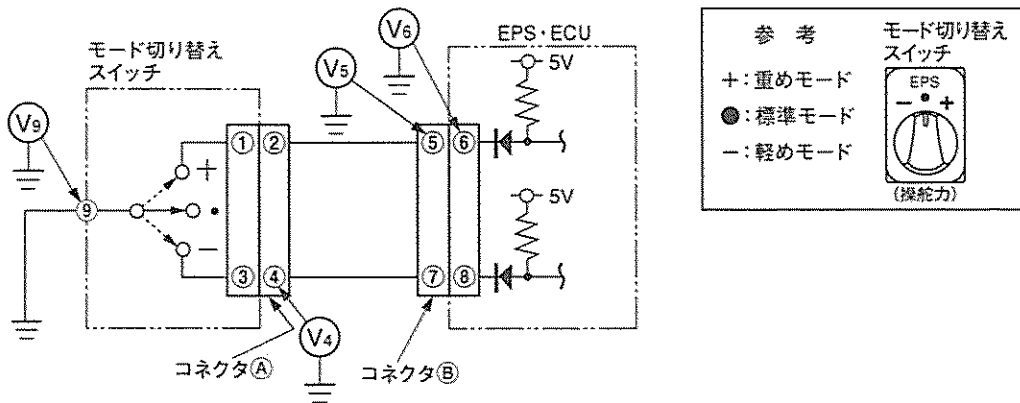 モード切り替え
スイッチ
V9
⑨
①
②
＋
●
－
③
④
V4
コネクタⒶ
V5
V6
EPS・ECU
5V
⑤
⑥
5V
⑦
⑧
コネクタⒷ
参 考
＋：重めモード
●：標準モード
－：軽めモード
モード切り替え
スイッチ
EPS
－ ● ＋
(操舵力)